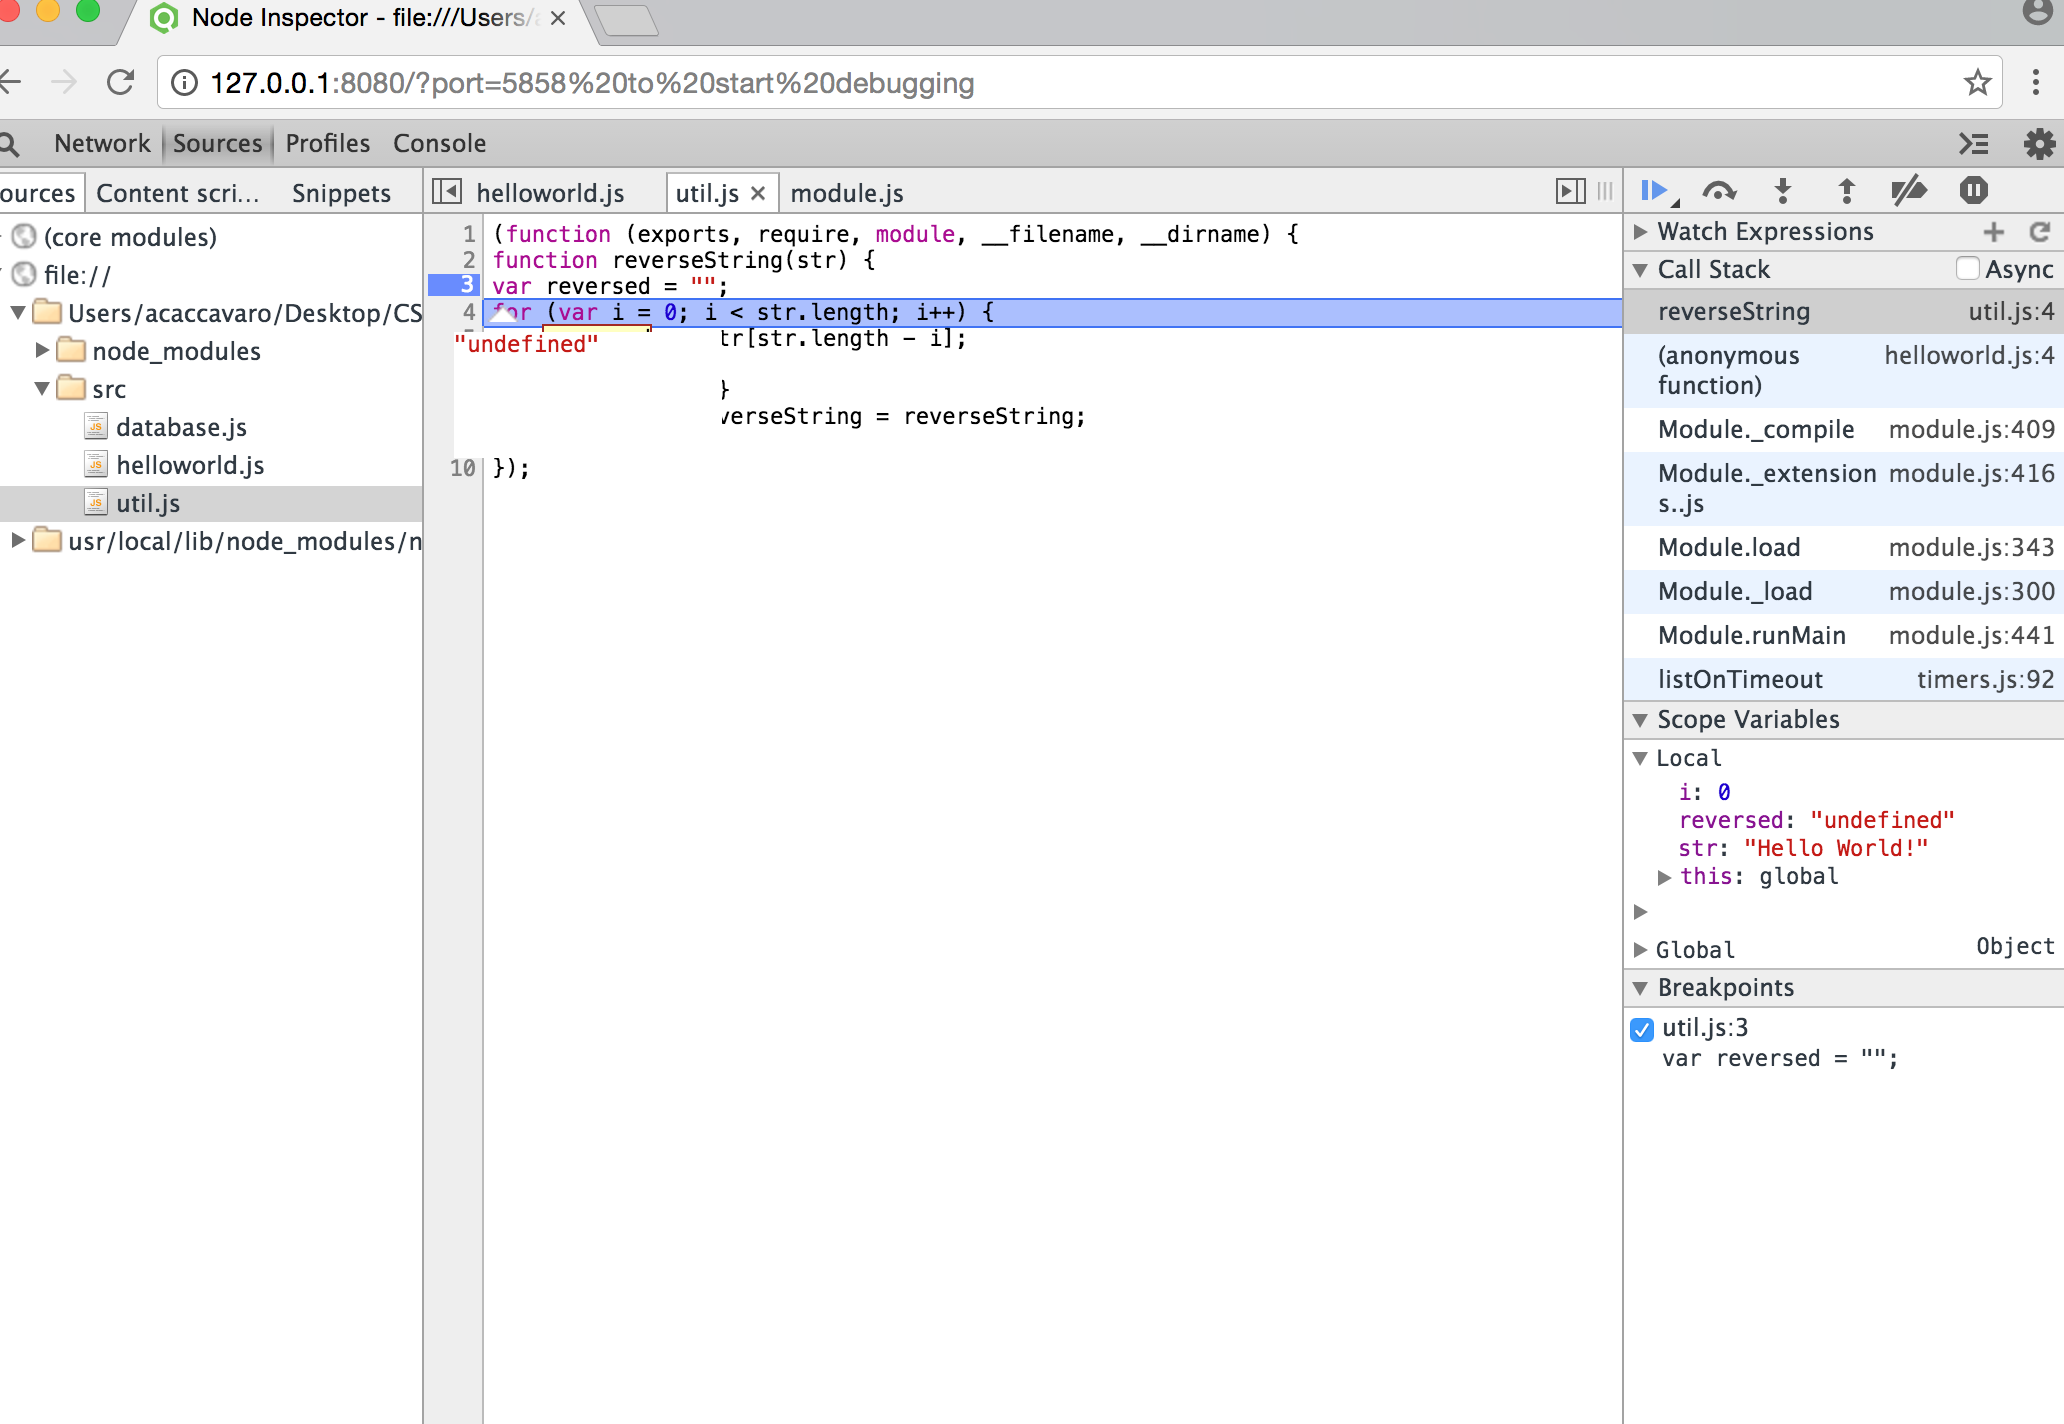 Node Inspector - file:///Users/
127.0.0.1:8080/?port=5858%20to%20start%20debugging
Network Sources Profiles Console
ources Content scri... Snippets
(core modules)
file://
Users/acaccavaro/Desktop/CS
node_modules
src
database.js
helloworld.js
util.js
usr/local/lib/node_modules/n
helloworld.js util.js module.js
1 (function (exports, require, module, __filename, __dirname) {
2 function reverseString(str) {
3 var reversed = "";
4 for (var i = 0; i < str.length; i++) {
"undefined" tr[str.length - i];
}
verseString = reverseString;
10 });
Watch Expressions
Call Stack Async
reverseString util.js:4
(anonymous helloworld.js:4
function)
Module._compile module.js:409
Module._extension module.js:416
s..js
Module.load module.js:343
Module._load module.js:300
Module.runMain module.js:441
listOnTimeout timers.js:92
Scope Variables
Local
i: 0
reversed: "undefined"
str: "Hello World!"
this: global
Global Object
Breakpoints
util.js:3
var reversed = "";